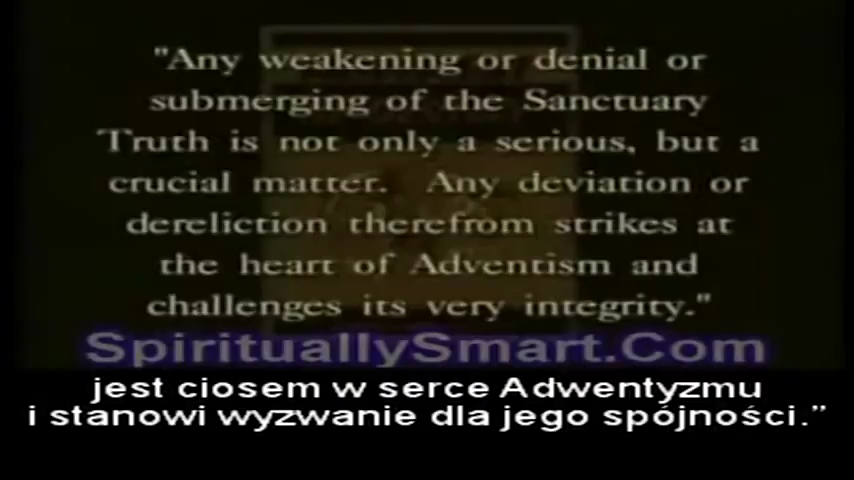 "Any weakening or denial or
submerging of the Sanctuary
Truth is not only a serious, but a
crucial matter. Any deviation or
dereliction therefrom strikes at
the heart of Adventism and
challenges its very integrity."
SpirituallySmart.Com
jest ciosem w serce Adwentyzmu
i stanowi wyzwanie dla jego spójności.”